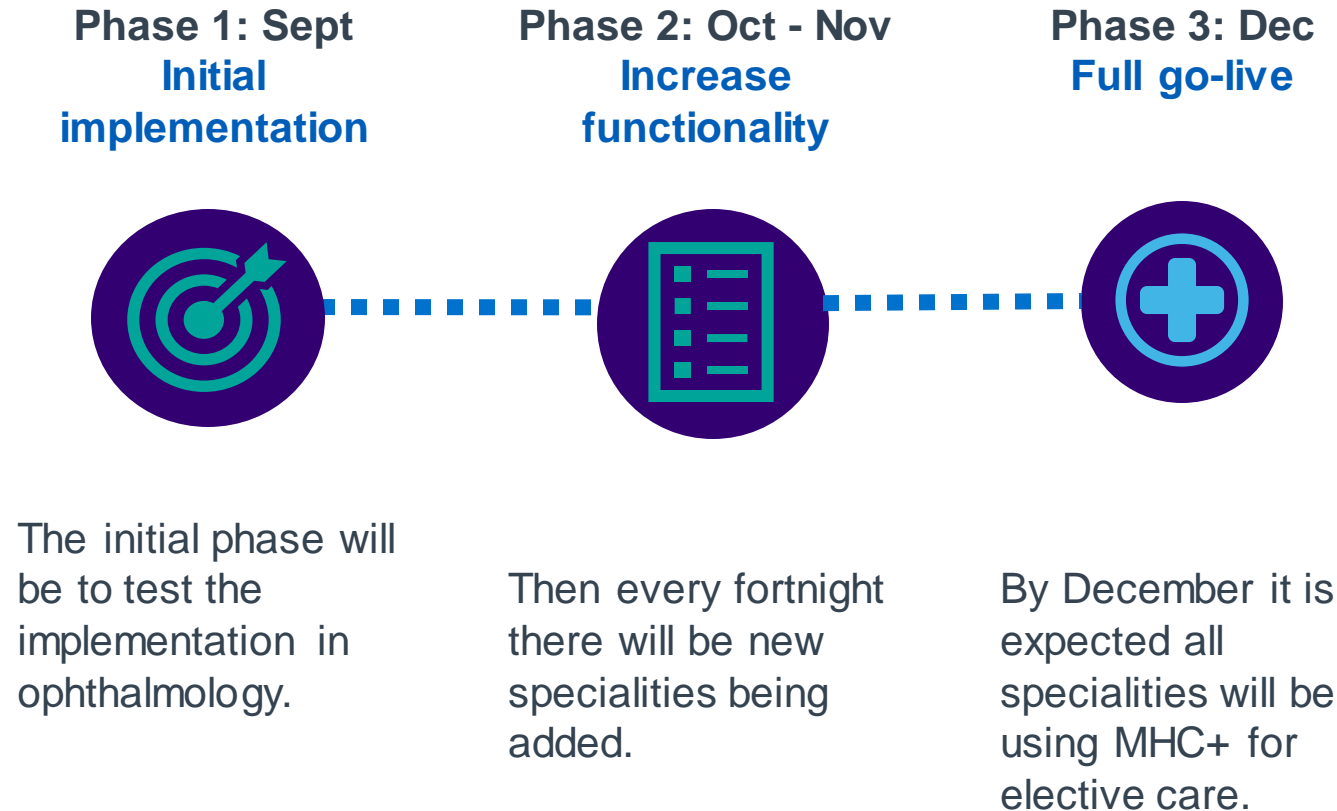 Phase 1: Sept
Initial
implementation
The initial phase will
be to test the
implementation in
ophthalmology.
Phase 2: Oct - Nov
Increase
functionality
Then every fortnight
there will be new
specialities being
added.
Phase 3: Dec
Full go-live
By December it is
expected all
specialities will be
using MHC+ for
elective care.